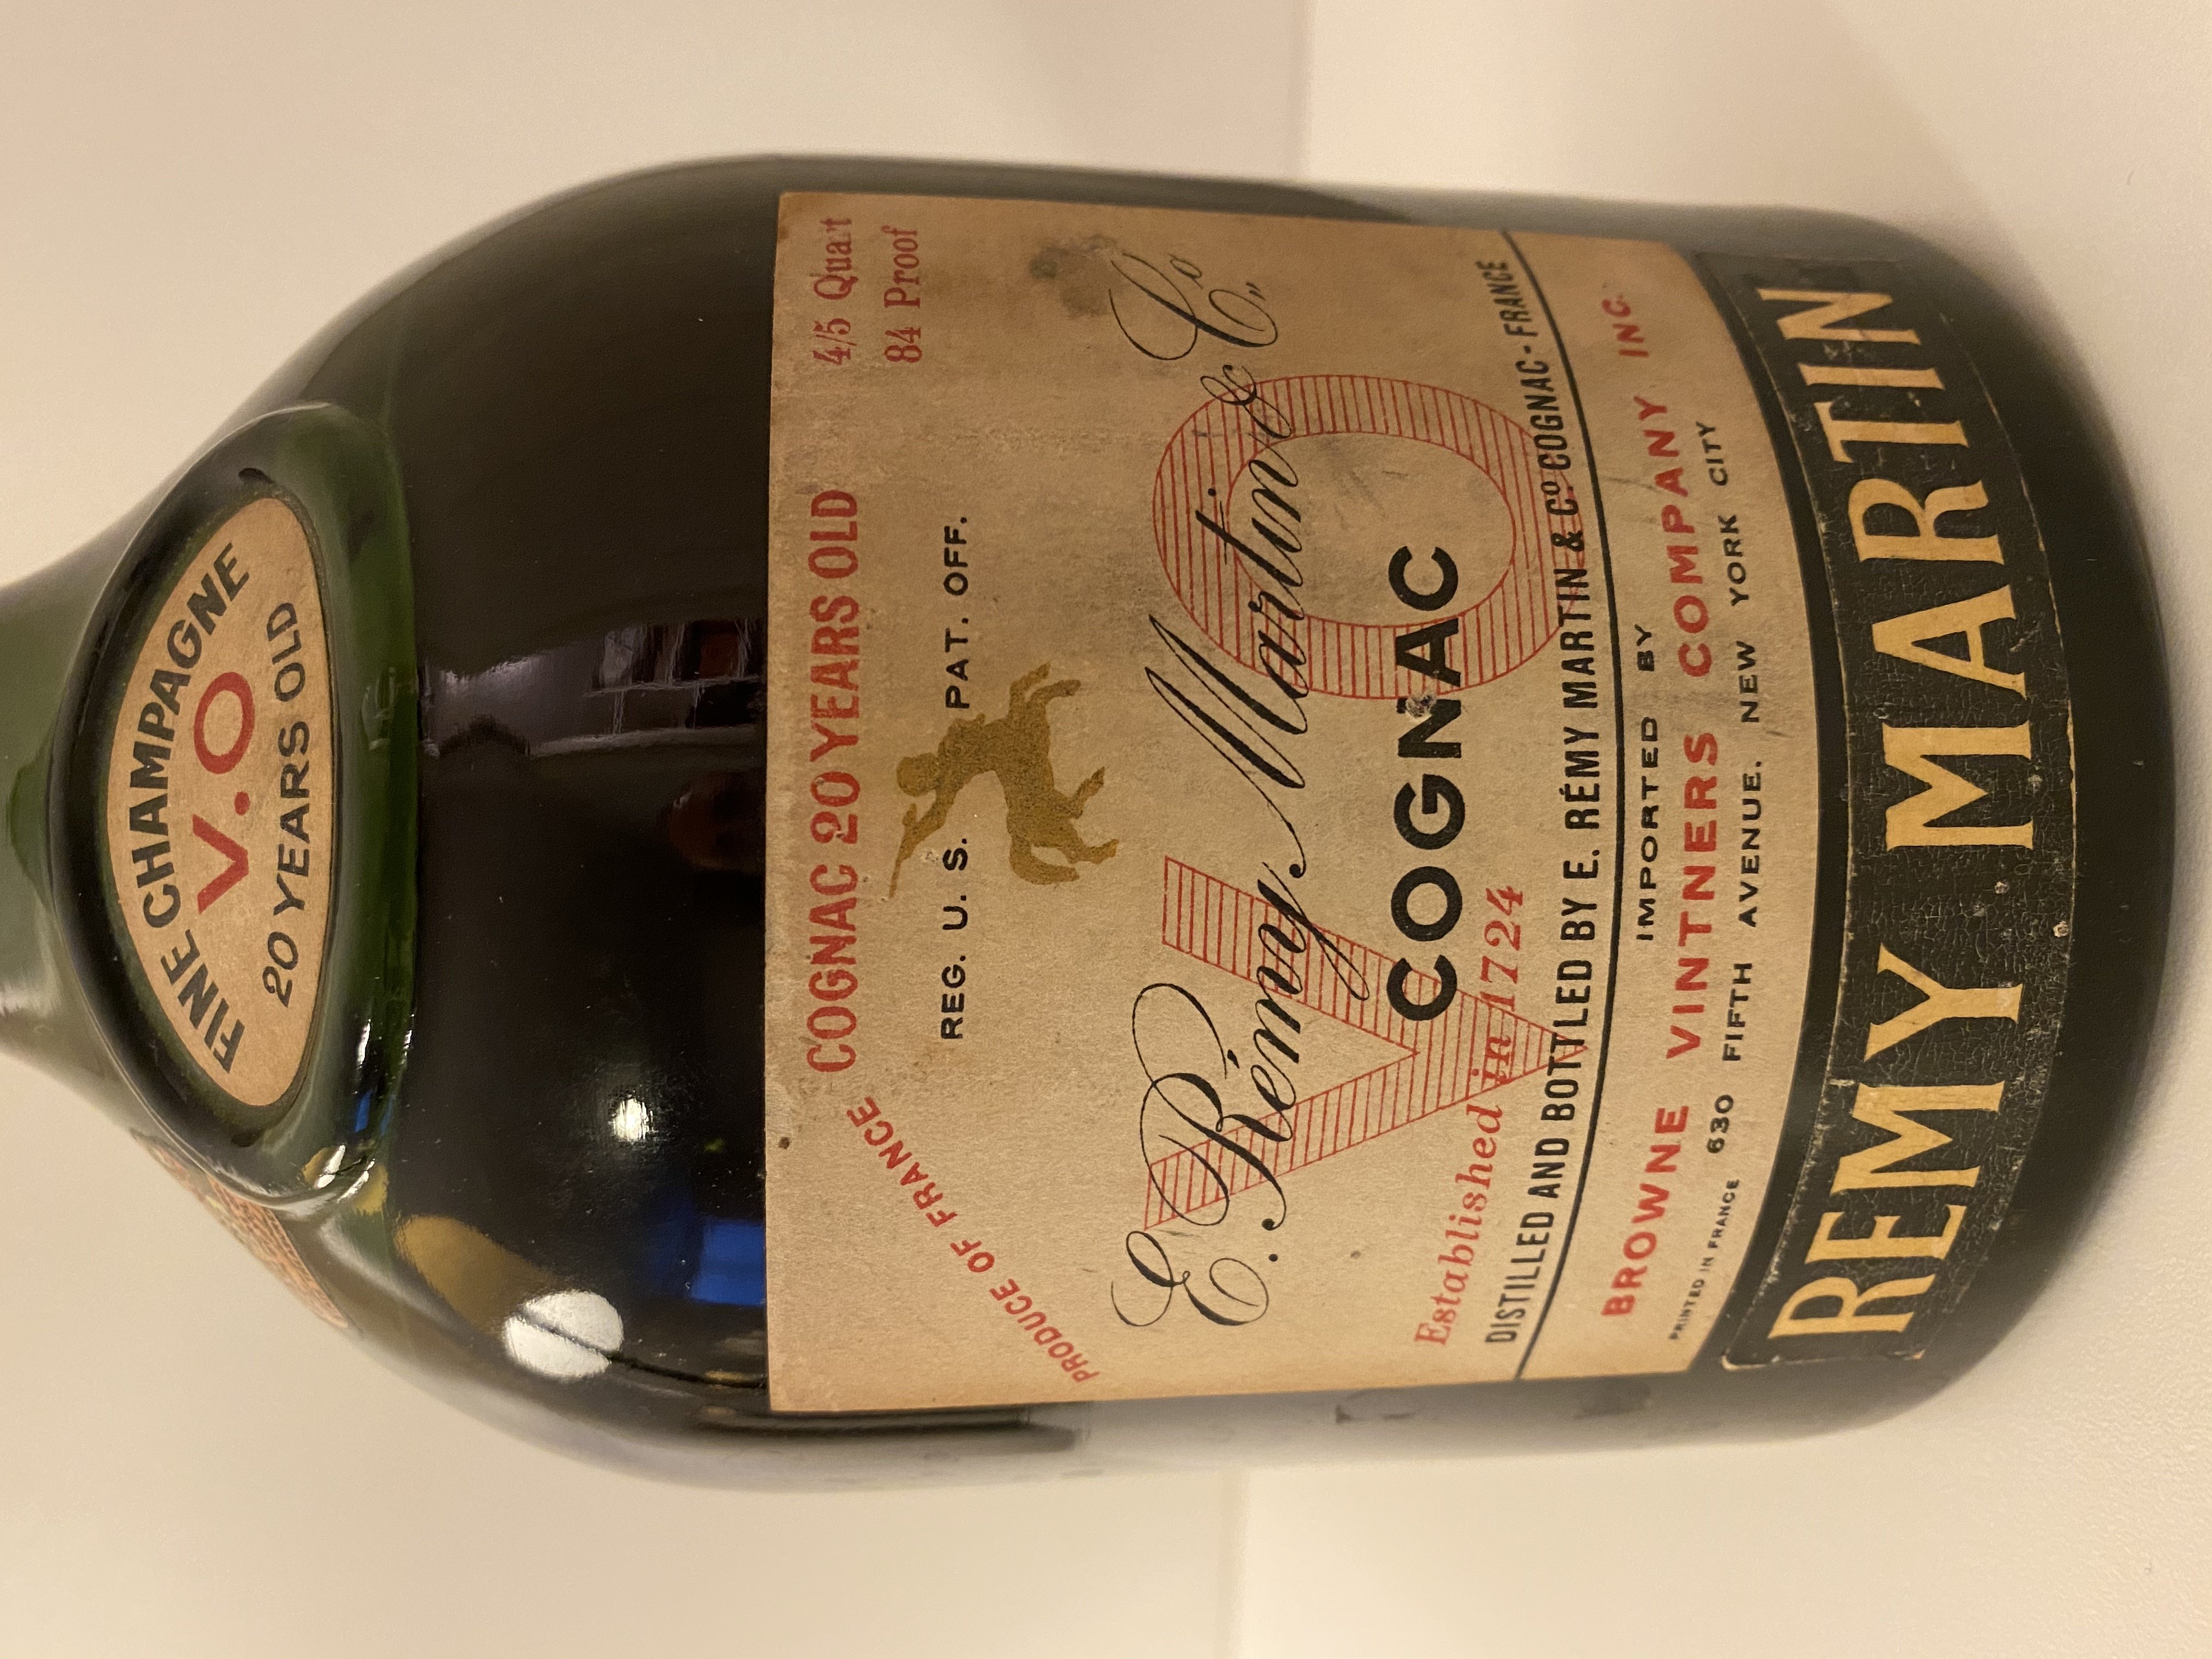 FINE CHAMPAGNE
V.O
20 YEARS OLD
COGNAC 20 YEARS OLD
4/5 Quart
84 Proof
PRODUCE OF FRANCE
REG. U. S. PAT. OFF.
E. Rémy Martin & Co
VO
COGNAC
Established in 1724
DISTILLED AND BOTTLED BY E. RÉMY MARTIN & Cº COGNAC - FRANCE
IMPORTED BY
BROWNE VINTNERS COMPANY INC.
PRINTED IN FRANCE 630 FIFTH AVENUE. NEW YORK CITY
REMY MARTIN